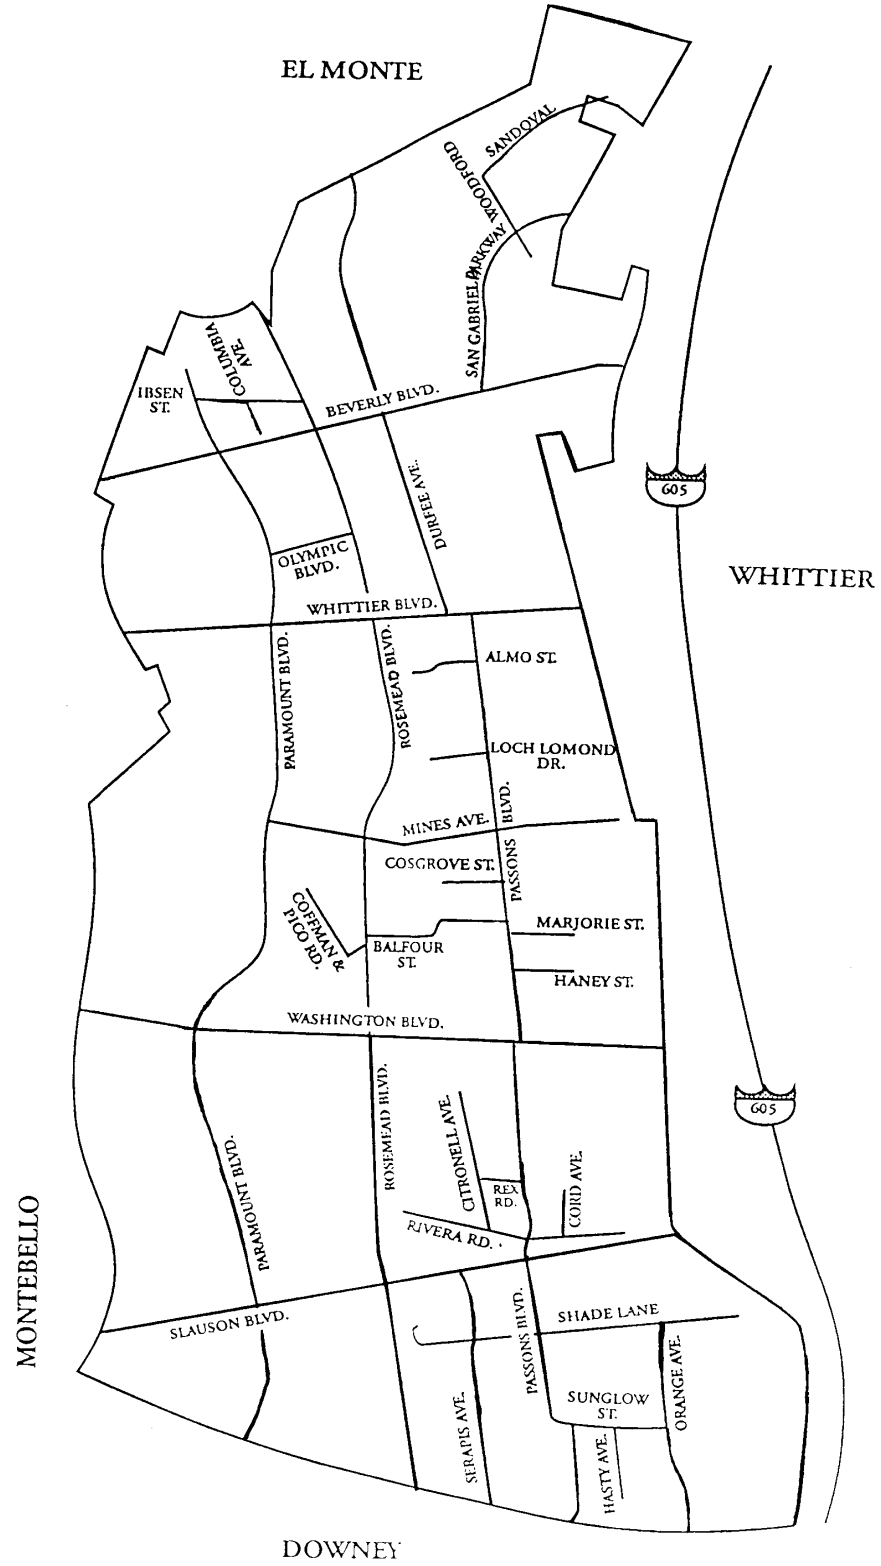 EL MONTE
SANDOVAL
WOODFORD
SAN GABRIEL PARKWAY
COLUMBIA
AVE.
IBSEN
ST.
BEVERLY BLVD.
DURFEE AVE.
605
OLYMPIC
BLVD.
WHITTIER
WHITTIER BLVD.
PARAMOUNT BLVD.
ROSEMEAD BLVD.
ALMO ST.
LOCH LOMOND
DR.
PASSONS BLVD.
MINES AVE.
COSGROVE ST.
COFFMAN &
PICO RD.
MARJORIE ST.
BALFOUR
ST.
HANEY ST.
WASHINGTON BLVD.
605
ROSEMEAD BLVD.
CITRONELL AVE.
PARAMOUNT BLVD.
REX
RD.
CORD AVE.
RIVERA RD.
MONTEBELLO
SLAUSON BLVD.
PASSONS BLVD.
SHADE LANE
ORANGE AVE.
SERAPIS AVE.
SUNGLOW
ST.
HASTY AVE.
DOWNEY